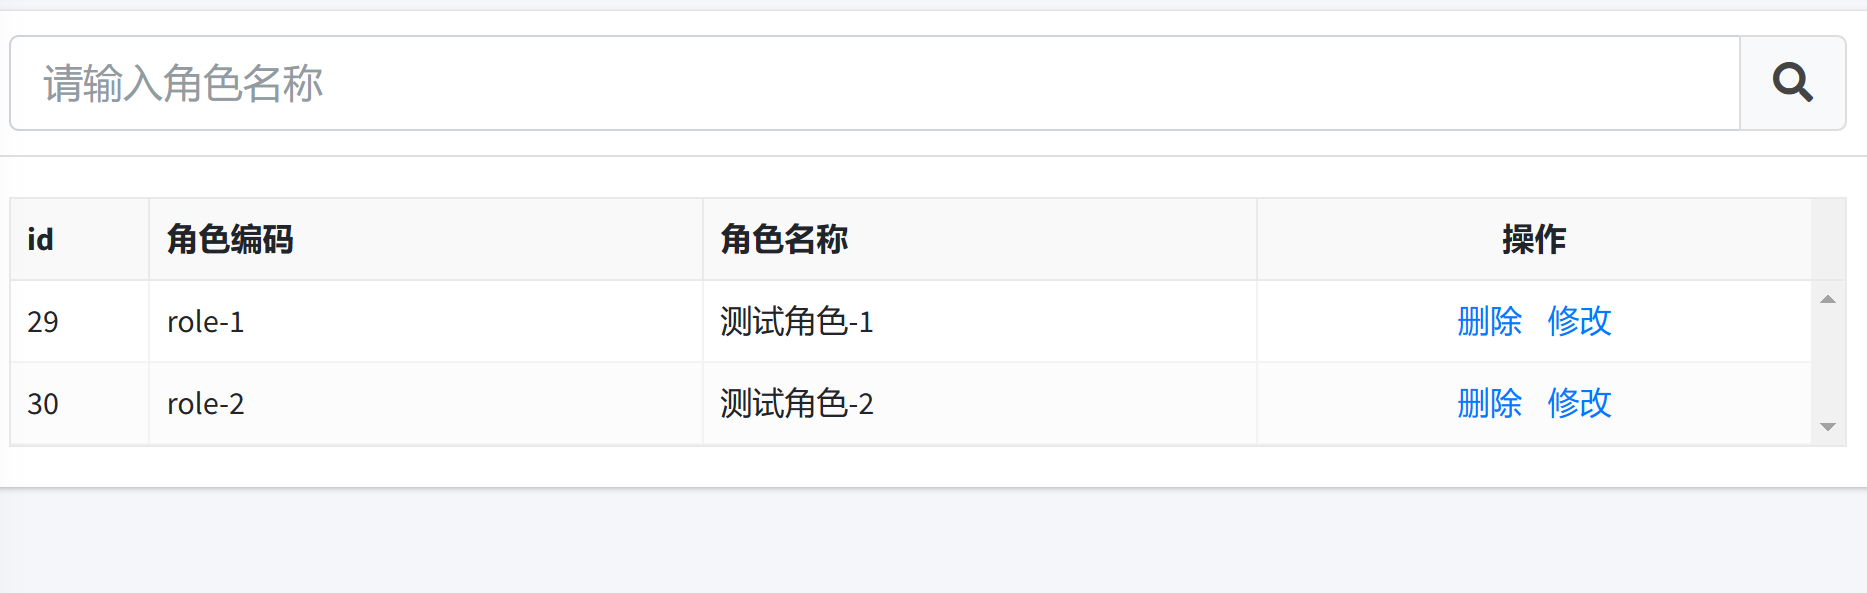 请输入角色名称
id 角色编码 角色名称 操作
29 role-1 测试角色-1 删除 修改
30 role-2 测试角色-2 删除 修改